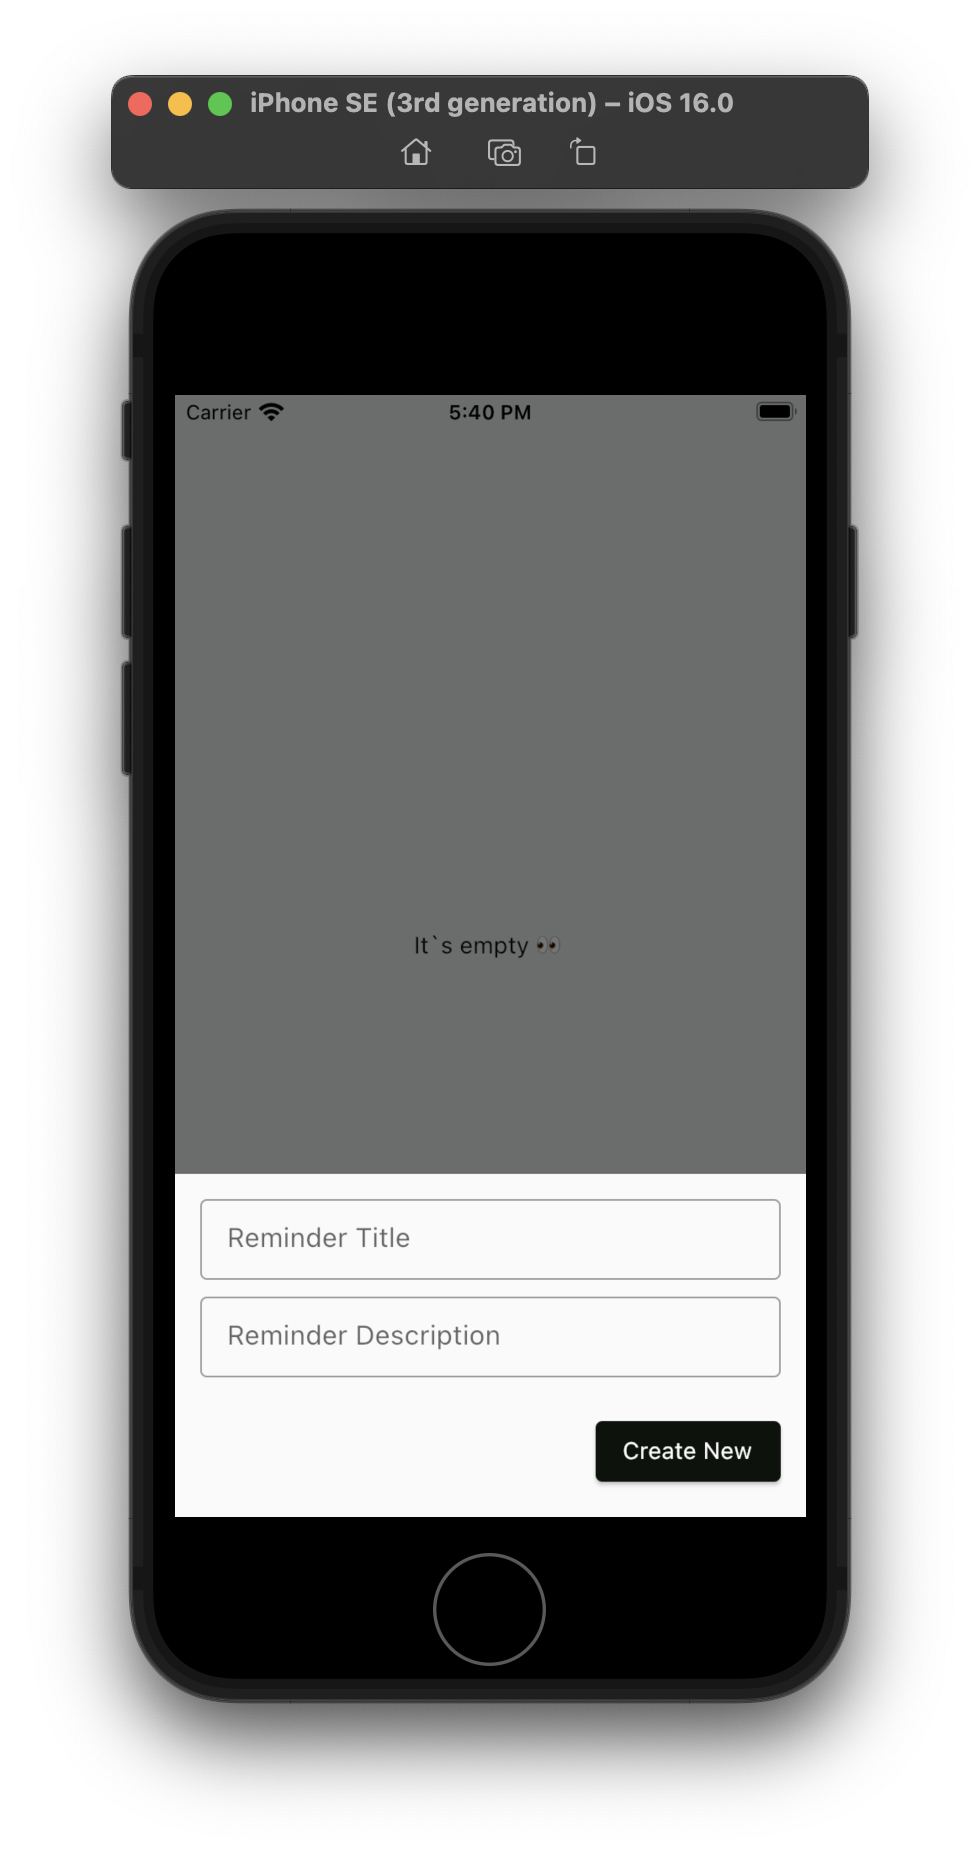 iPhone SE (3rd generation) – iOS 16.0
Carrier 5:40 PM
It`s empty 👀
Reminder Title
Reminder Description
Create New